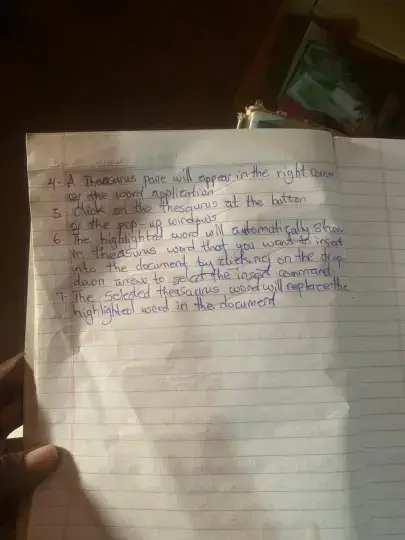 4. A Thesaurus pane will appear in the right corner
of the word application
5. Click on the thesaurus at the button
of the pop-up windows
6. The highlighted word will automatically show
in thesaurus word that you want to insert
into the document by clicking on the drop
down arrow to select the insert command
7. The selected thesaurus word will replace the
highlighted word in the document